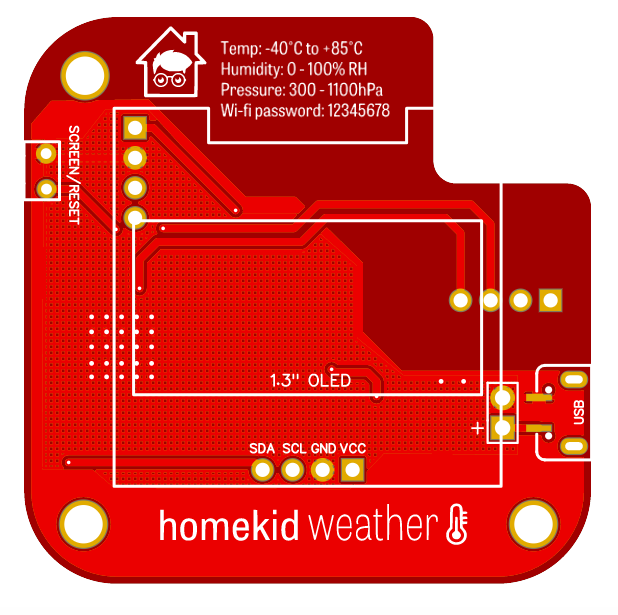 Temp: -40°C to +85°C
Humidity: 0 - 100% RH
Pressure: 300 - 1100hPa
Wi-fi password: 12345678
SCREEN/RESET
1.3" OLED
USB
+
SDA SCL GND VCC
homekid weather